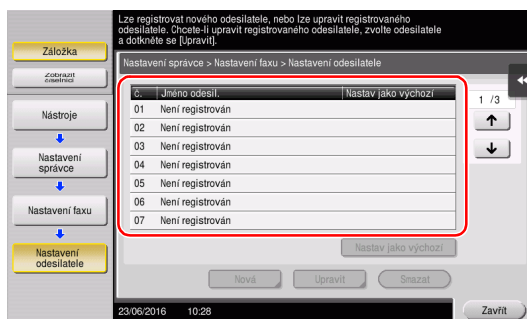 Lze registrovat nového odesilatele, nebo lze upravit registrovaného
odesilatele. Chcete-li upravit registrovaného odesilatele, zvolte odesilatele
a dotkněte se [Upravit].
Záložka
Zobrazit
číselnici
Nástroje
Nastavení
správce
Nastavení faxu
Nastavení
odesilatele
Nastavení správce > Nastavení faxu > Nastavení odesilatele
č. Jméno odesil. Nastav jako výchozí
01 Není registrován
02 Není registrován
03 Není registrován
04 Není registrován
05 Není registrován
06 Není registrován
07 Není registrován
1 /3
Nastav jako výchozí
Nová Upravit Smazat
23/06/2016 10:28
Zavřít